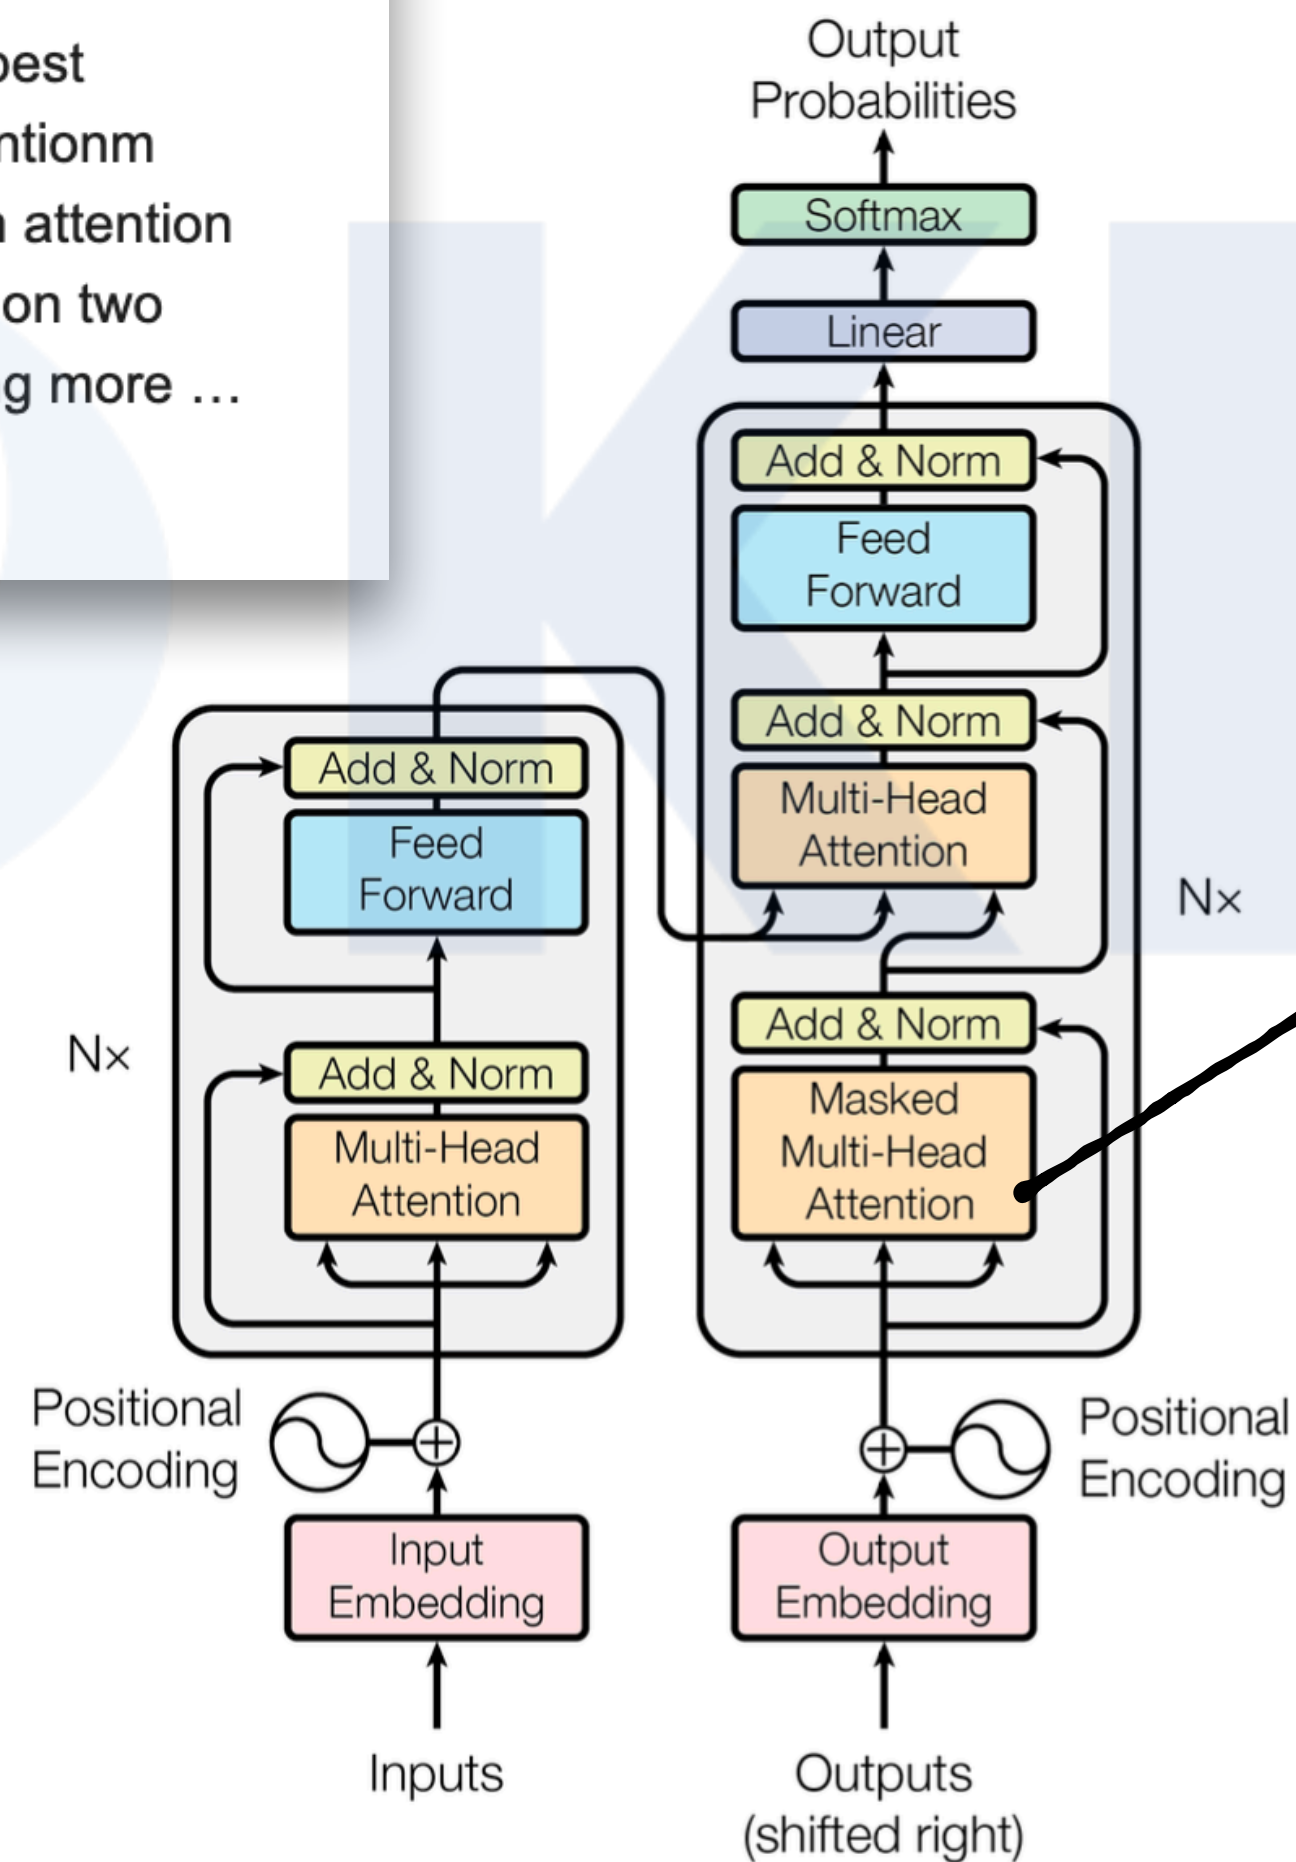 best
ntionm
attention
on two
g more …
Output
Probabilities
Softmax
Linear
Add & Norm
Feed
Forward
Add & Norm
Multi-Head
Attention
Nx
Add & Norm
Masked
Multi-Head
Attention
Add & Norm
Feed
Forward
Nx
Add & Norm
Multi-Head
Attention
Positional
Encoding
Positional
Encoding
Input
Embedding
Output
Embedding
Inputs
Outputs
(shifted right)